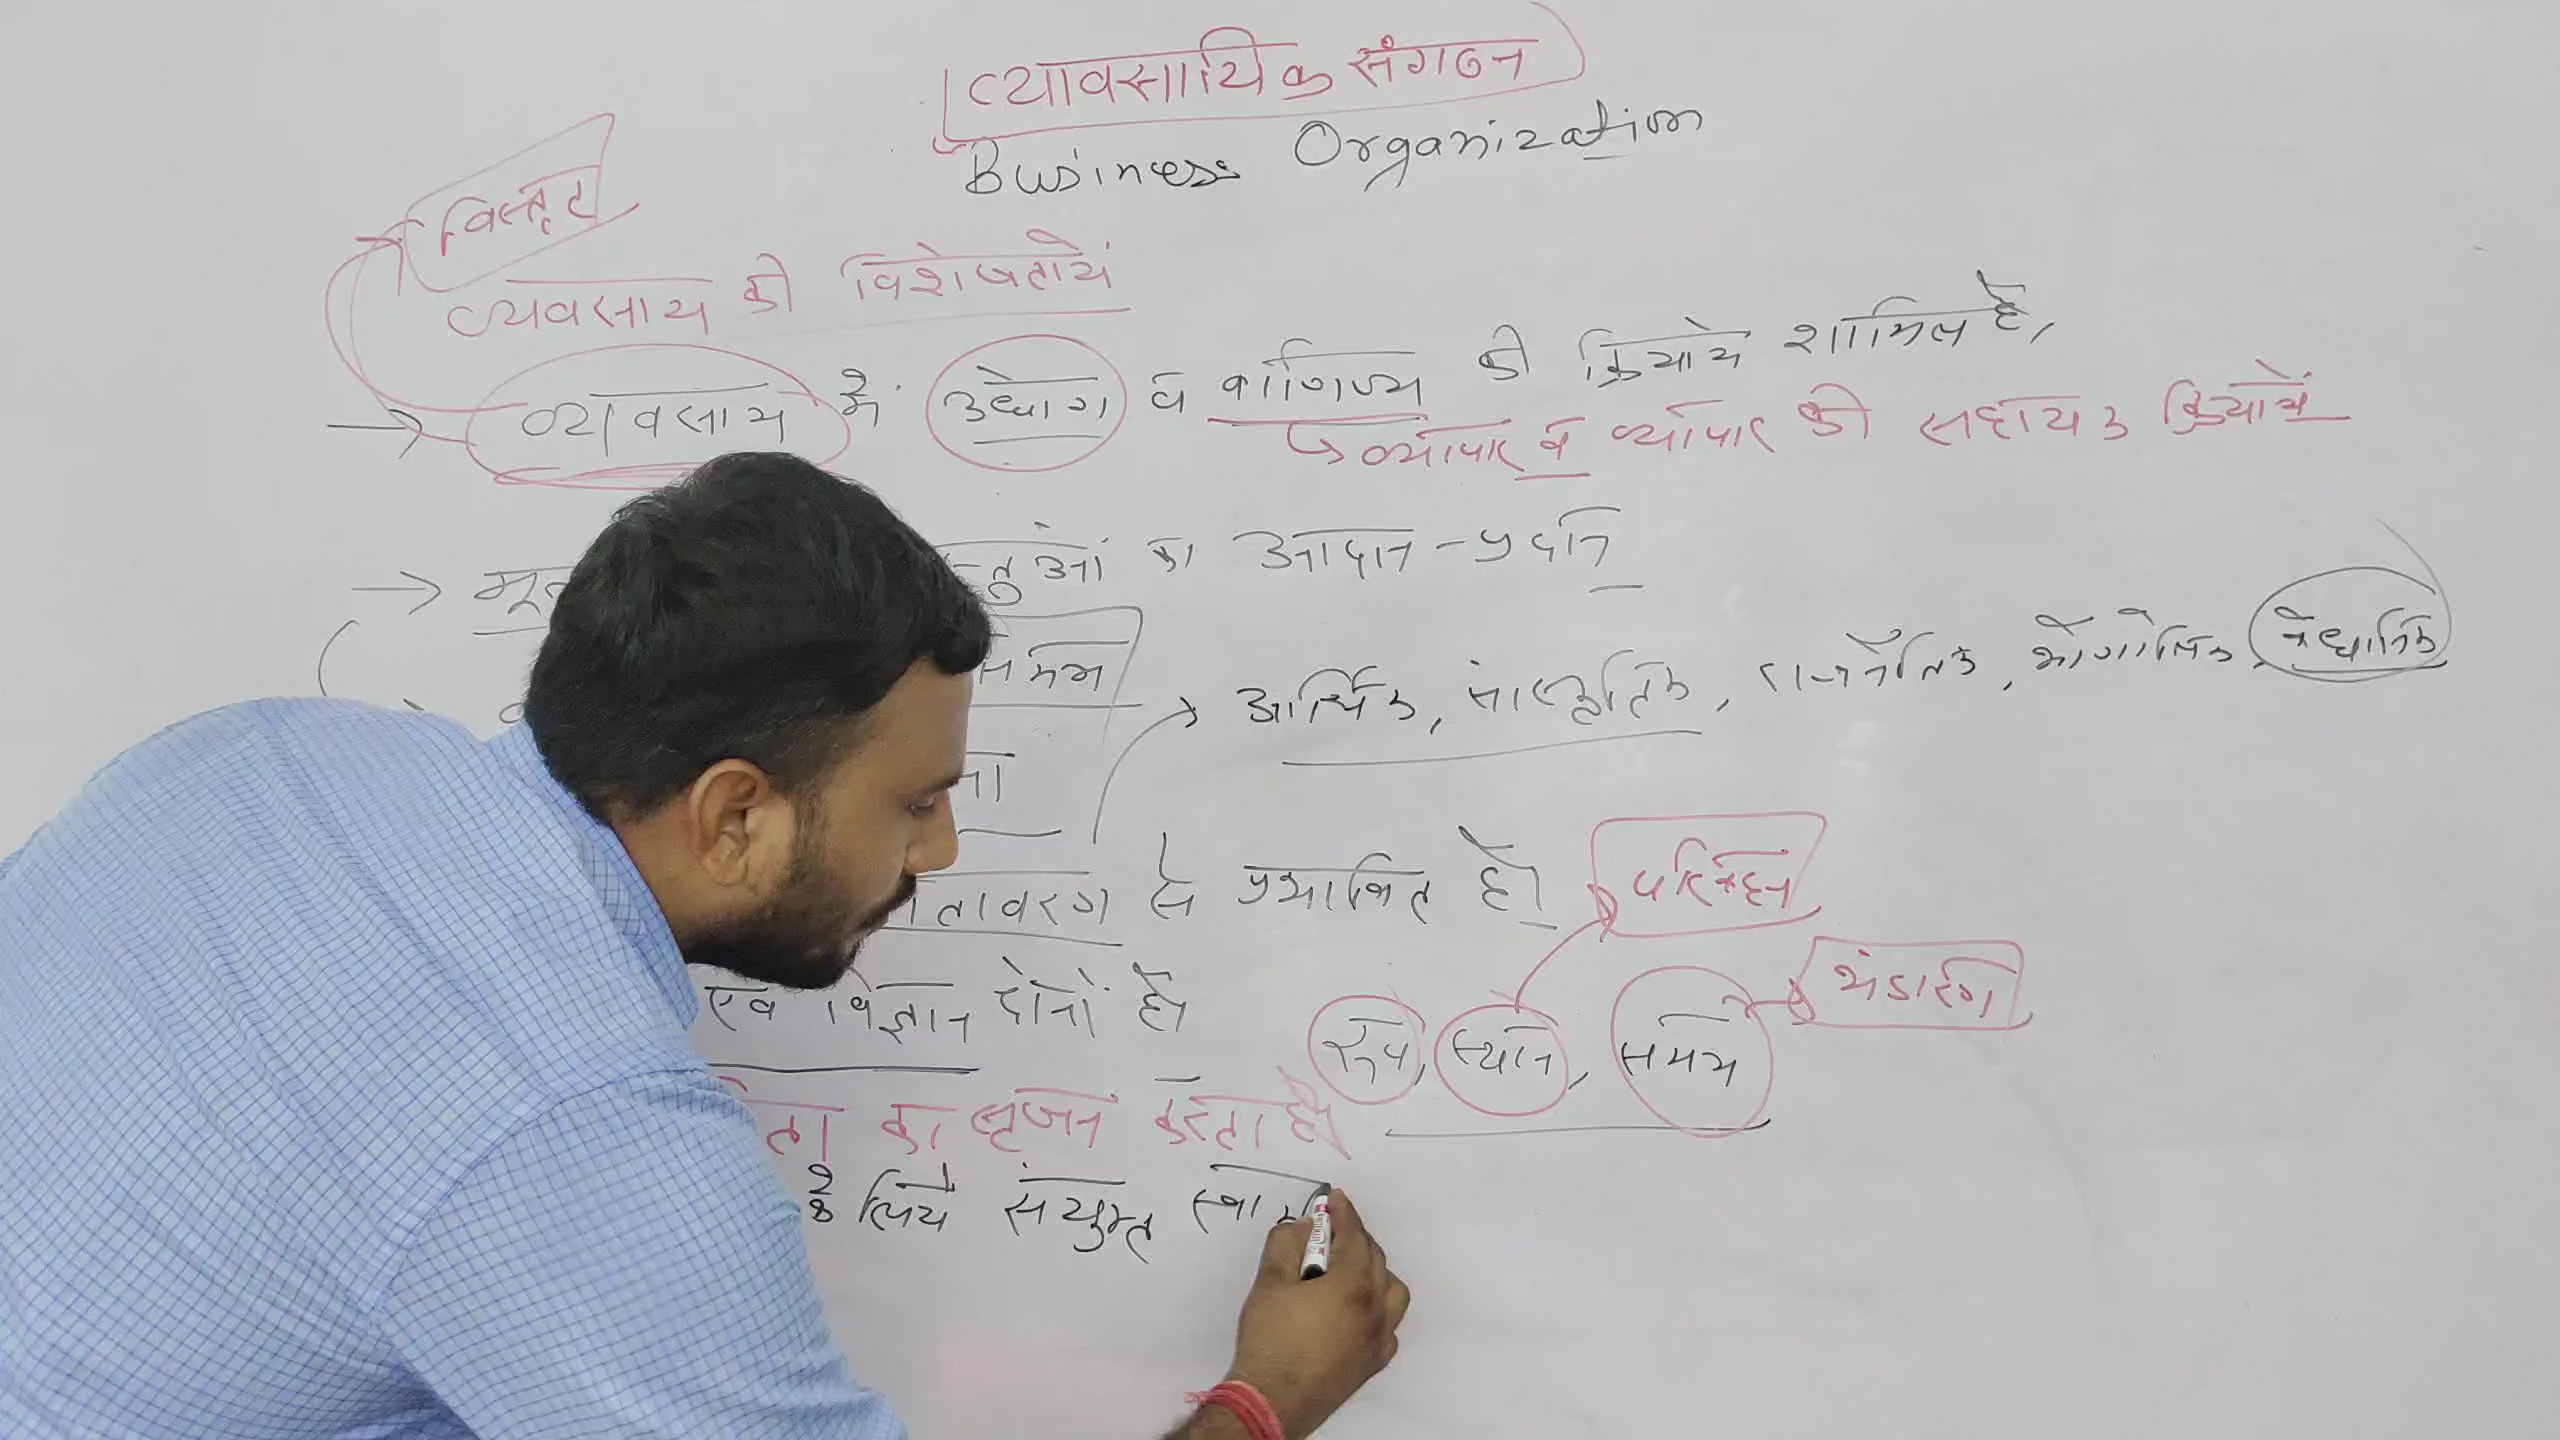 व्यावसायिक संगठन
Business Organization
विस्तृत
व्यवसाय की विशेषतायें
→ व्यवसाय में उद्योग व वाणिज्य की क्रियायें शामिल है,
↳ व्यापार व व्यापार की सहायक क्रियायें
→ का आदान-प्रदान
→ आर्थिक, सांस्कृतिक, राजनैतिक, भौगोलिक, वैधानिक
से प्रभावित है।
परिवहन
एवं विज्ञान दोनों है।
भंडारण
रूप, स्थान, समय
का सृजन करता है।
के लिये संयुक्त